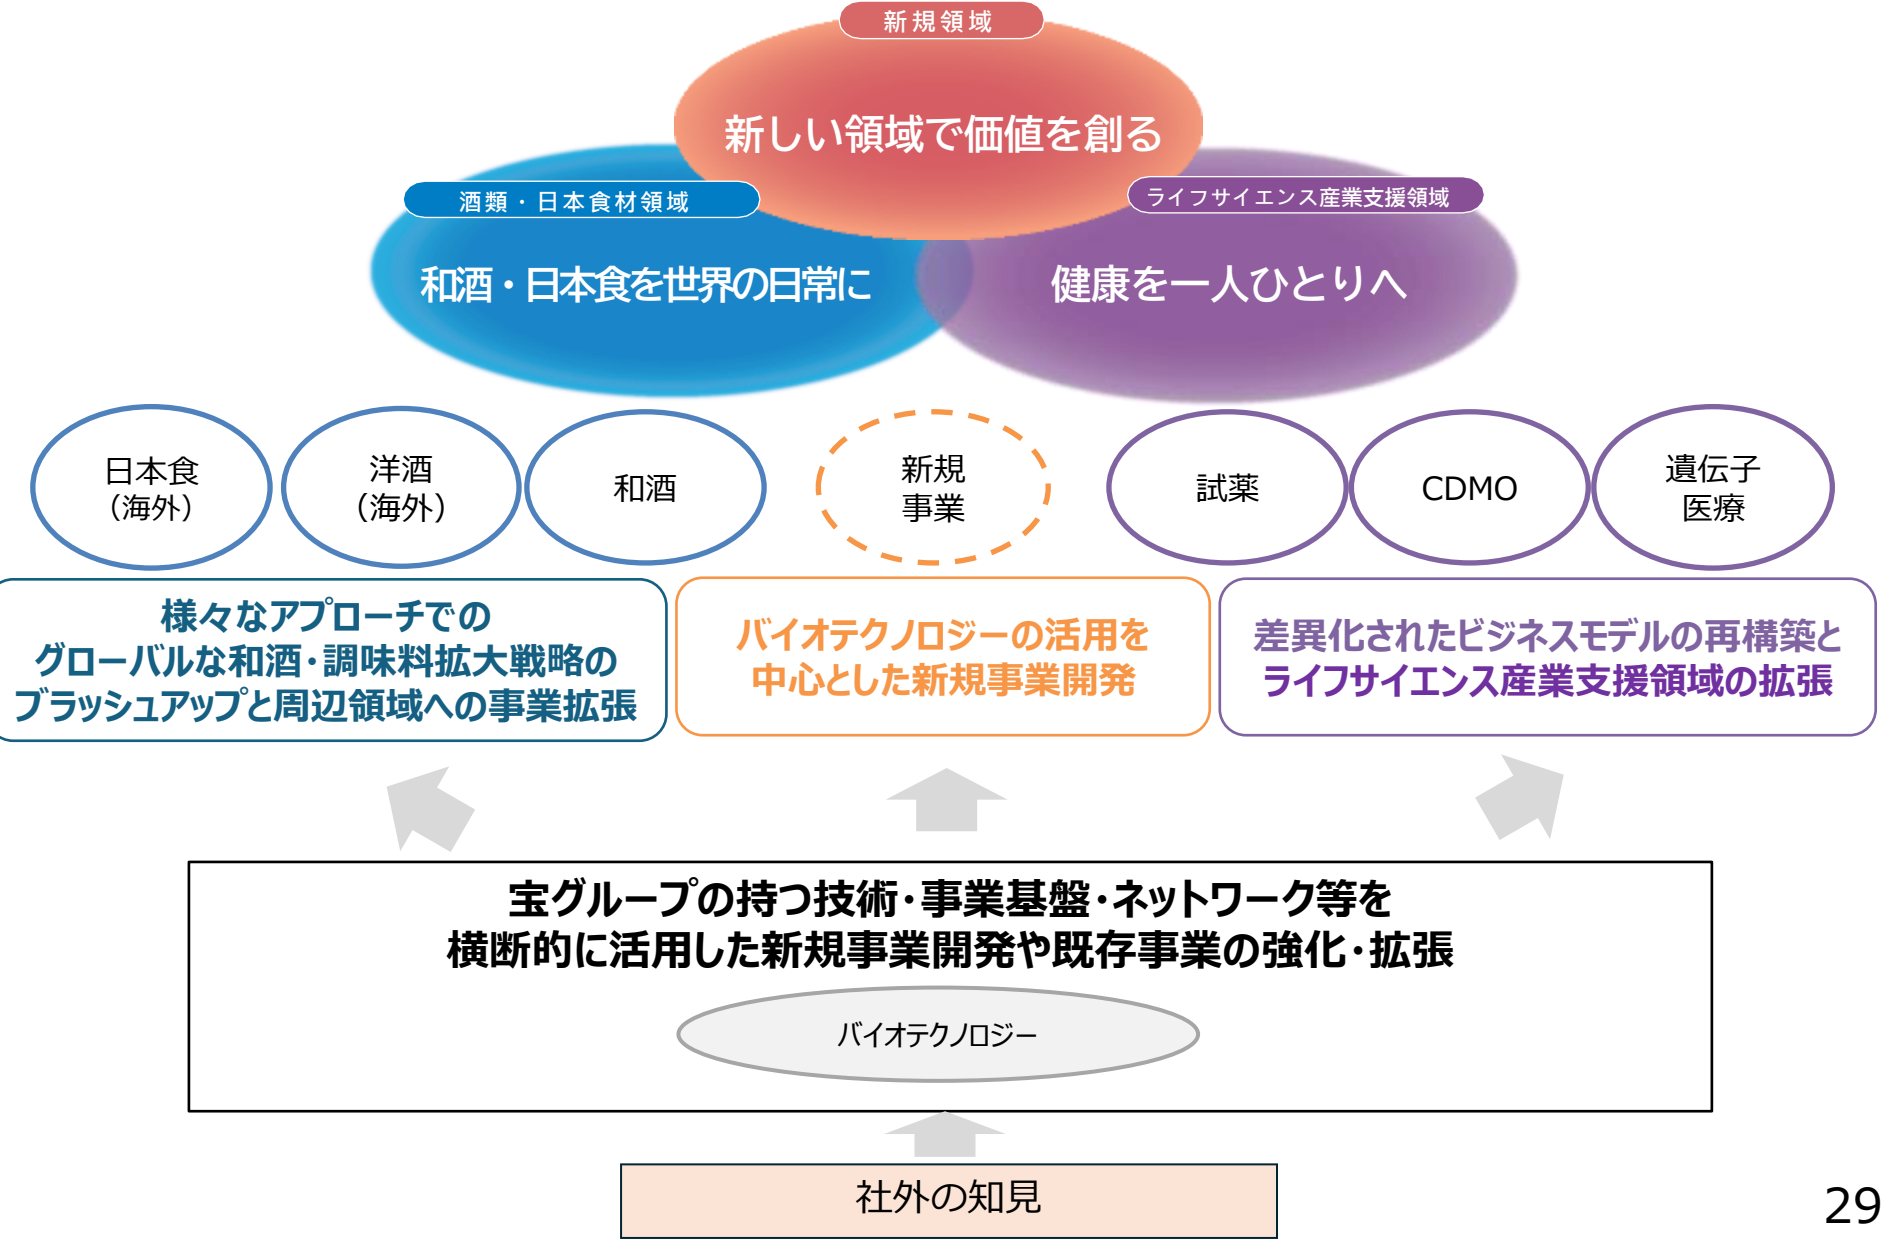 新規領域
新しい領域で価値を創る
酒類・日本食材領域
ライフサイエンス産業支援領域
和酒・日本食を世界の日常に
健康を一人ひとりへ
日本食
（海外）
洋酒
（海外）
和酒
新規
事業
試薬
CDMO
遺伝子
医療
様々なアプローチでの
グローバルな和酒・調味料拡大戦略の
ブラッシュアップと周辺領域への事業拡張
バイオテクノロジーの活用を
中心とした新規事業開発
差異化されたビジネスモデルの再構築と
ライフサイエンス産業支援領域の拡張
宝グループの持つ技術・事業基盤・ネットワーク等を
横断的に活用した新規事業開発や既存事業の強化・拡張
バイオテクノロジー
社外の知見
29